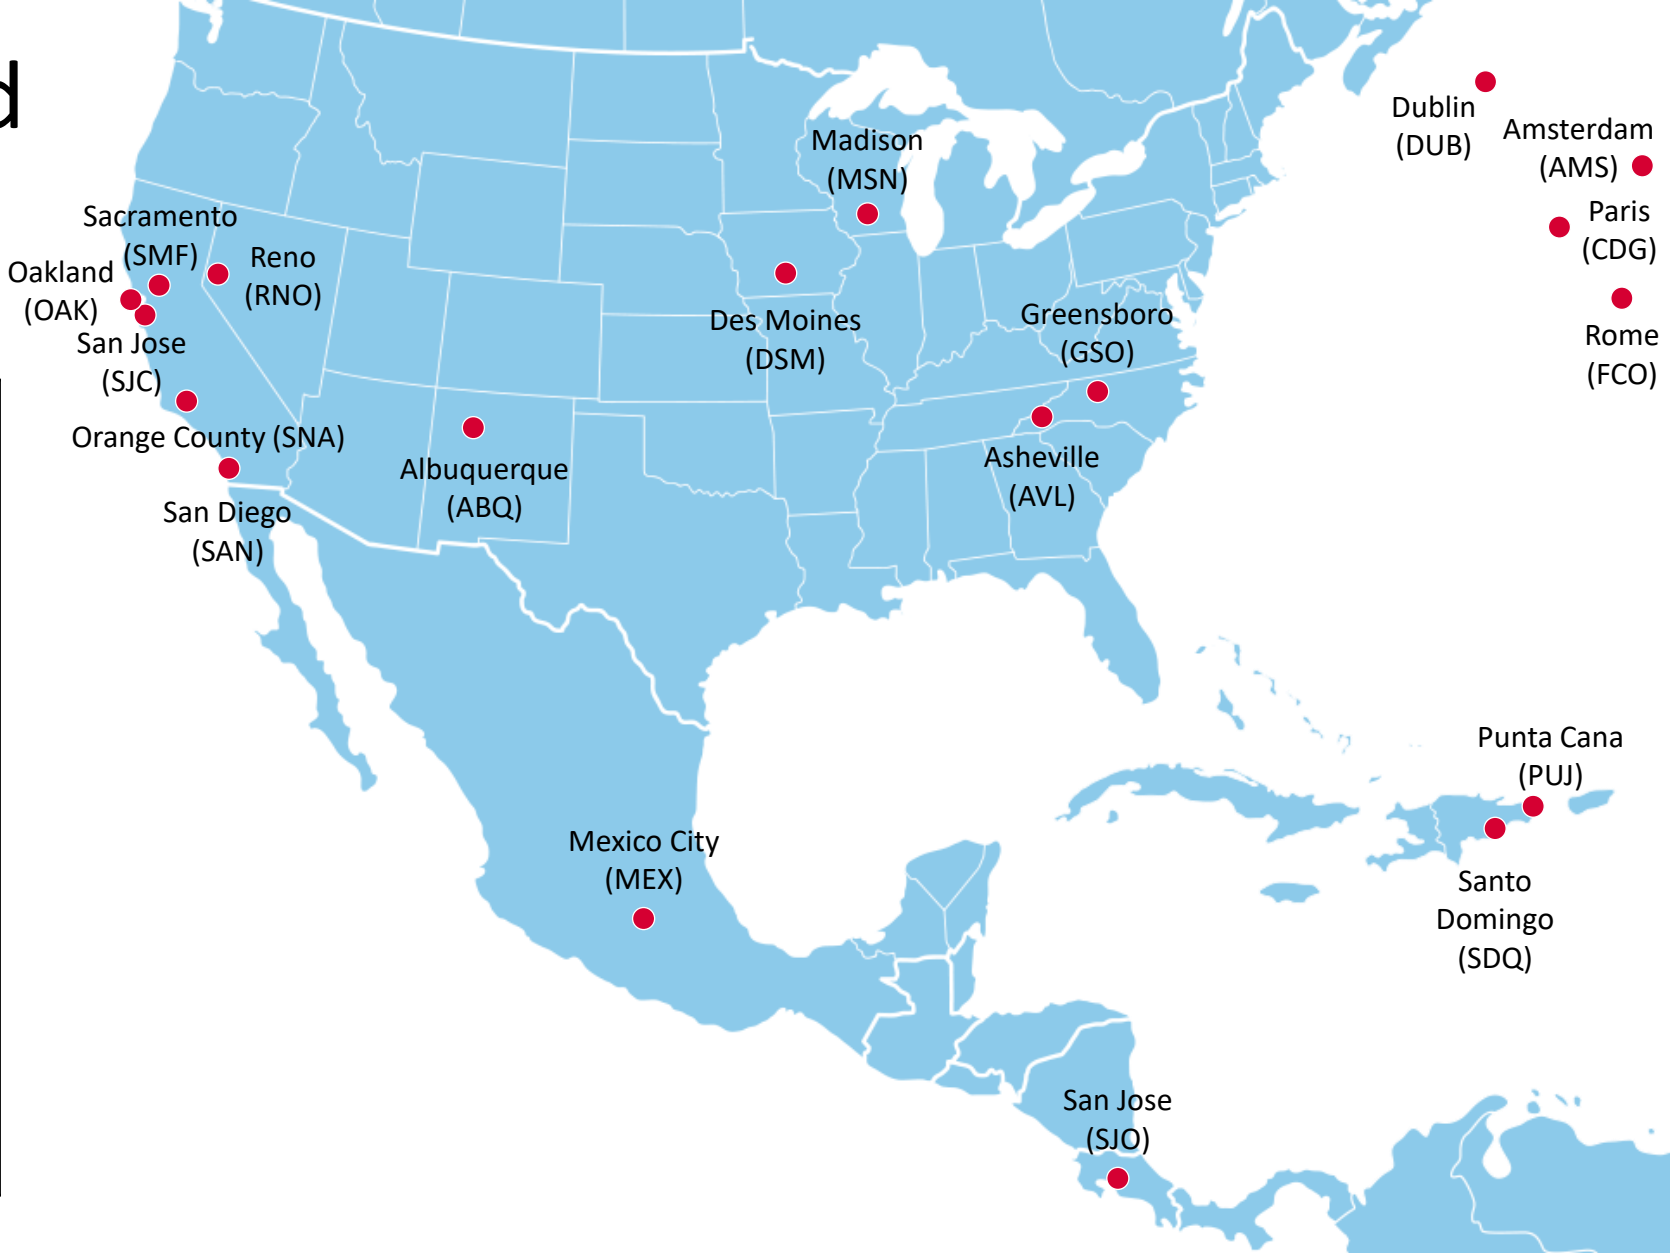 d
Dublin
(DUB)
Amsterdam
(AMS)
Madison
(MSN)
Paris
(CDG)
Sacramento
(SMF)
Reno
(RNO)
Oakland
(OAK)
Des Moines
(DSM)
Greensboro
(GSO)
San Jose
(SJC)
Rome
(FCO)
Orange County (SNA)
Albuquerque
(ABQ)
Asheville
(AVL)
San Diego
(SAN)
Punta Cana
(PUJ)
Mexico City
(MEX)
Santo
Domingo
(SDQ)
San Jose
(SJO)